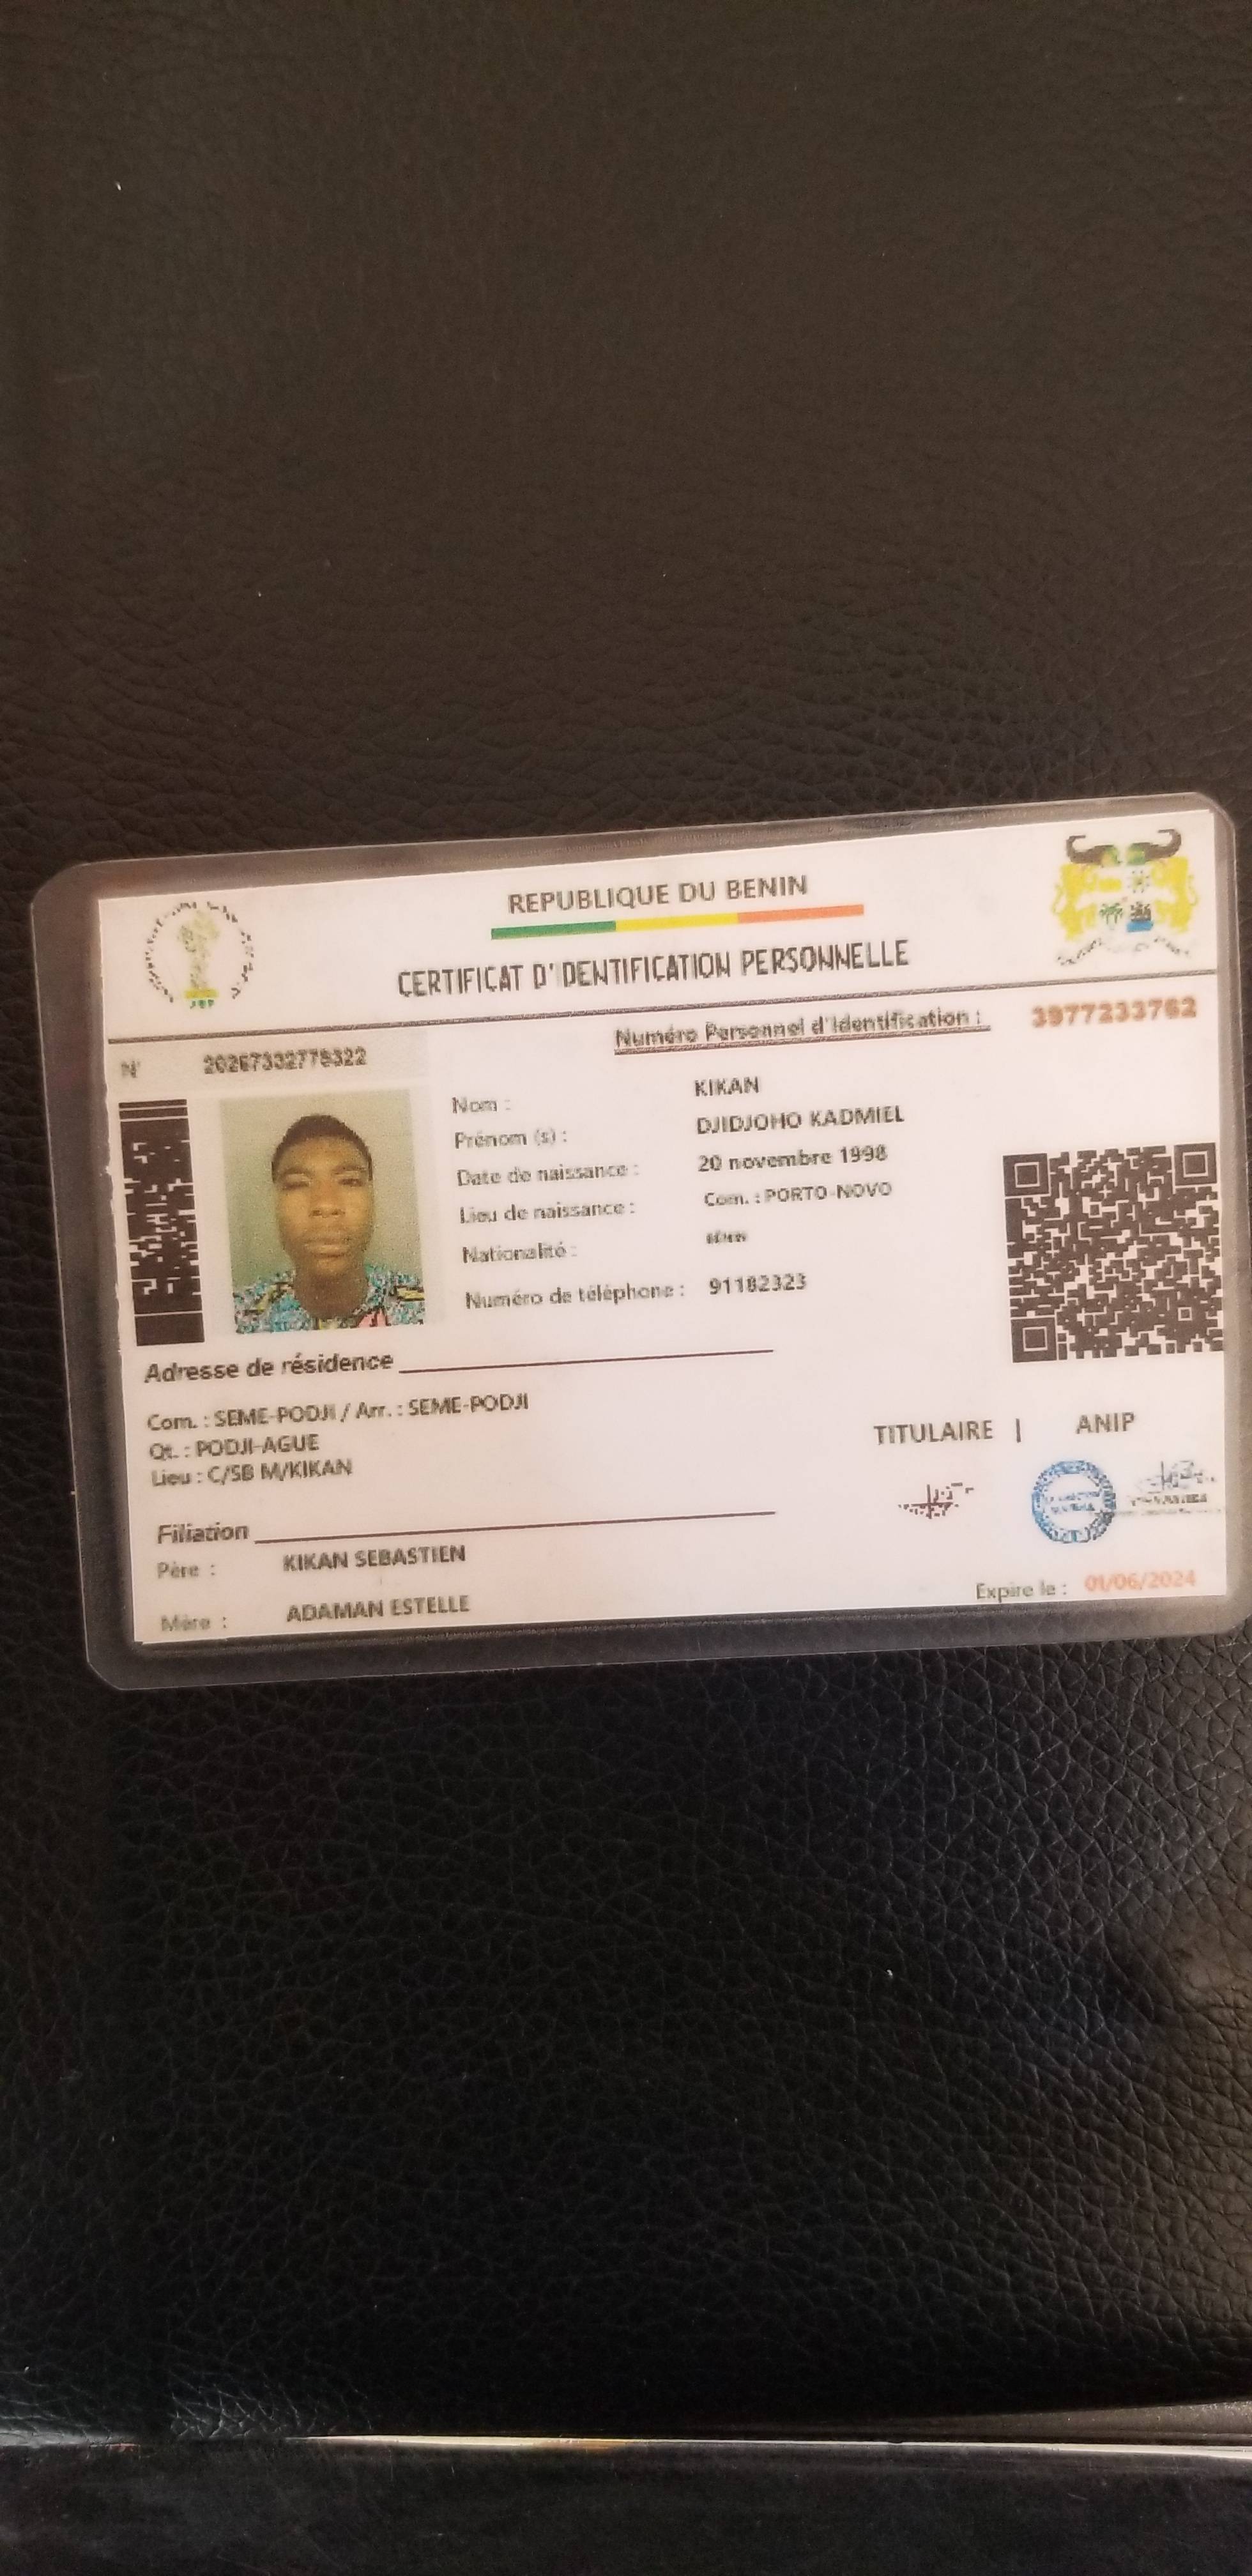 REPUBLIQUE DU BENIN
CERTIFICAT D'IDENTIFICATION PERSONNELLE
Numéro Personnel d'Identification : 3977233762
N° 20267332778322
Nom : KIKAN
Prénom (s) : DJIDJOHO KADMIEL
Date de naissance : 20 novembre 1998
Lieu de naissance : Com. : PORTO-NOVO
Nationalité :
Numéro de téléphone : 91182323
Adresse de résidence
Com. : SEME-PODJI / Arr. : SEME-PODJI
Qt. : PODJI-AGUE
Lieu : C/SB M/KIKAN
TITULAIRE | ANIP
Filiation
Père : KIKAN SEBASTIEN
Mère : ADAMAN ESTELLE
Expire le : 01/06/2024